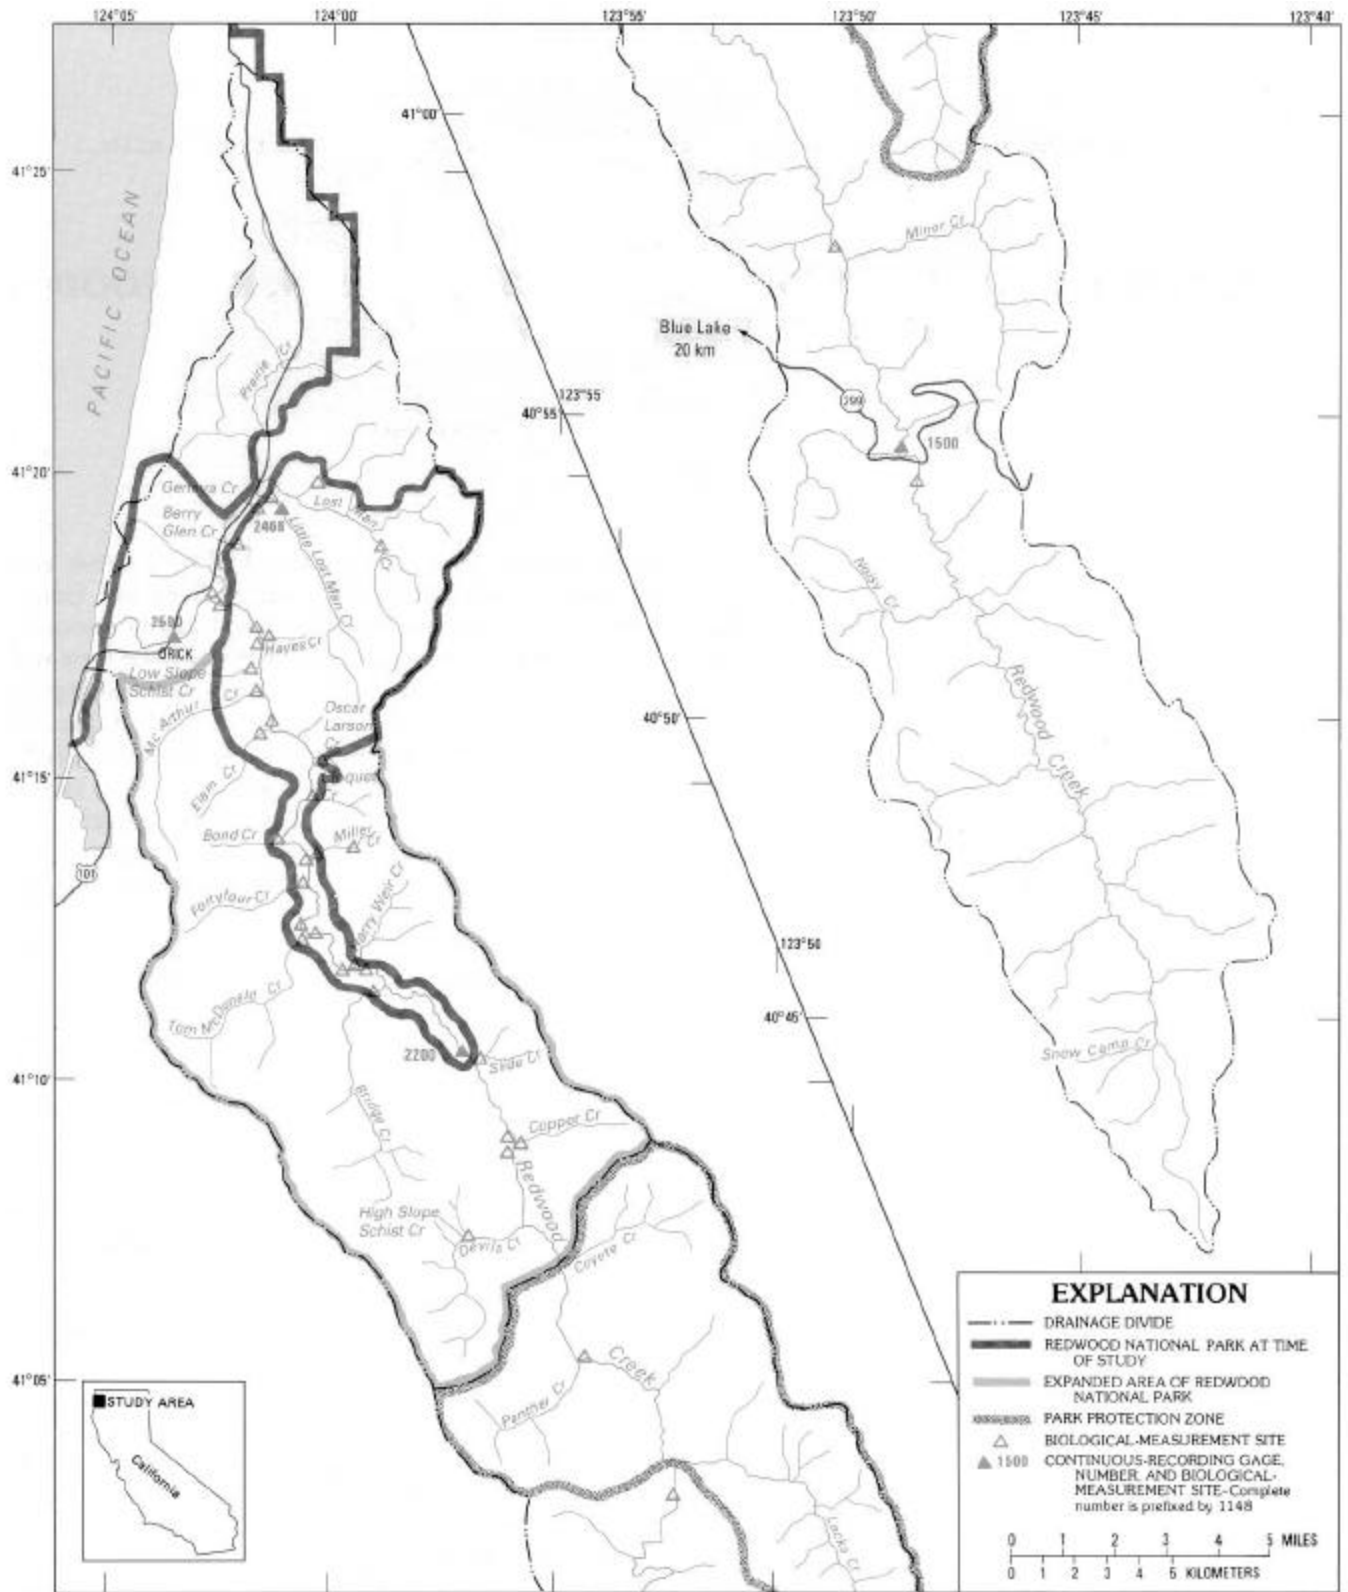 124°05'
124°00'
123°55'
123°50'
123°45'
123°40'
41°00'
41°25'
PACIFIC OCEAN
Minor Cr
Blue Lake
20 km
Prairie Cr
123°55'
40°55'
299
1500
41°20'
Geneva Cr
Lost Man Cr
Berry
Glen Cr
2468
Little Lost Man Cr
Noisy Cr
2500
ORICK
Hayes Cr
Low Slope
Schist Cr
Mc Arthur Cr
Redwood Creek
Oscar
Larson
Cr
40°50'
41°15'
Elam Cr
Cr
Bond Cr
Miller
Cr
101
Fortyfour Cr
Harry Weir Cr
123°50
40°45'
Tom McDonald Cr
Snow Camp Cr
2200
Slide Cr
41°10'
Bridge Cr
Copper Cr
Redwood
High Slope
Schist Cr
Devils Cr
Coyote Cr
Creek
41°05'
Panther Cr
Lacks Cr
STUDY AREA
California
EXPLANATION
DRAINAGE DIVIDE
REDWOOD NATIONAL PARK AT TIME
OF STUDY
EXPANDED AREA OF REDWOOD
NATIONAL PARK
PARK PROTECTION ZONE
BIOLOGICAL-MEASUREMENT SITE
1500 CONTINUOUS-RECORDING GAGE,
NUMBER, AND BIOLOGICAL-
MEASUREMENT SITE-Complete
number is prefixed by 1148
0 1 2 3 4 5 MILES
0 1 2 3 4 5 KILOMETERS